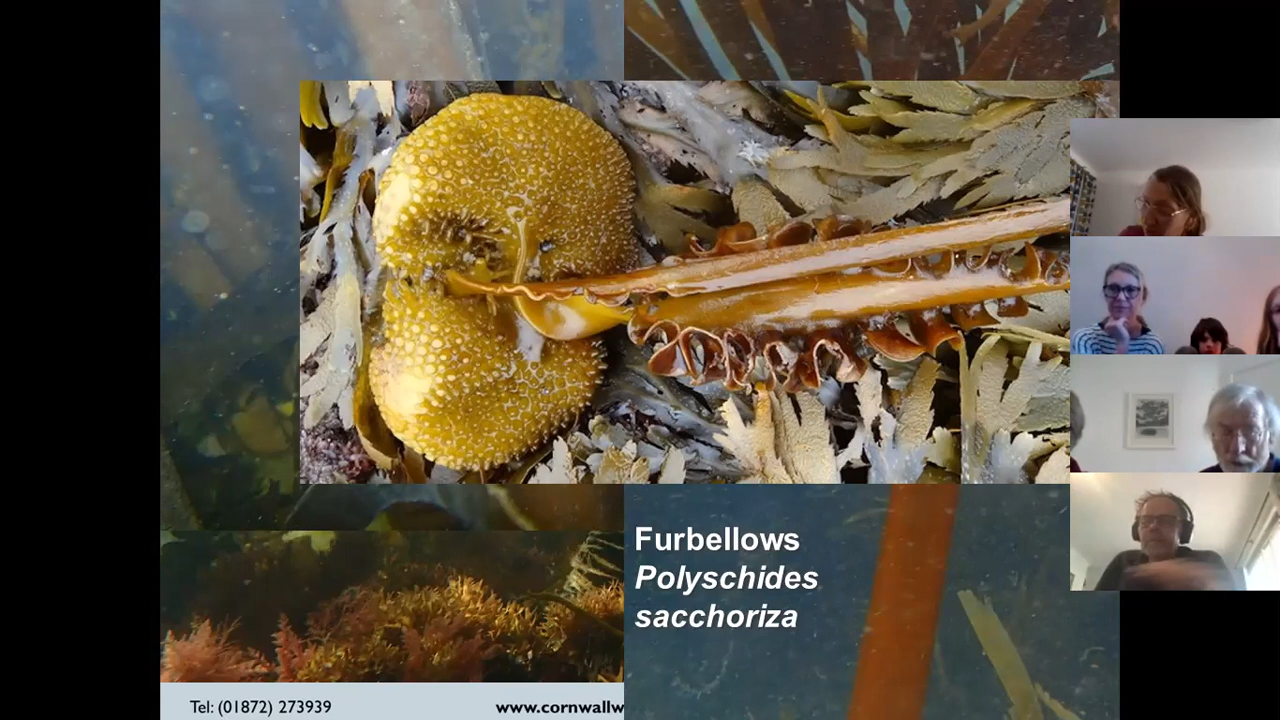 Furbellows
Polyschides
sacchoriza
Tel: (01872) 273939
www.cornwallw